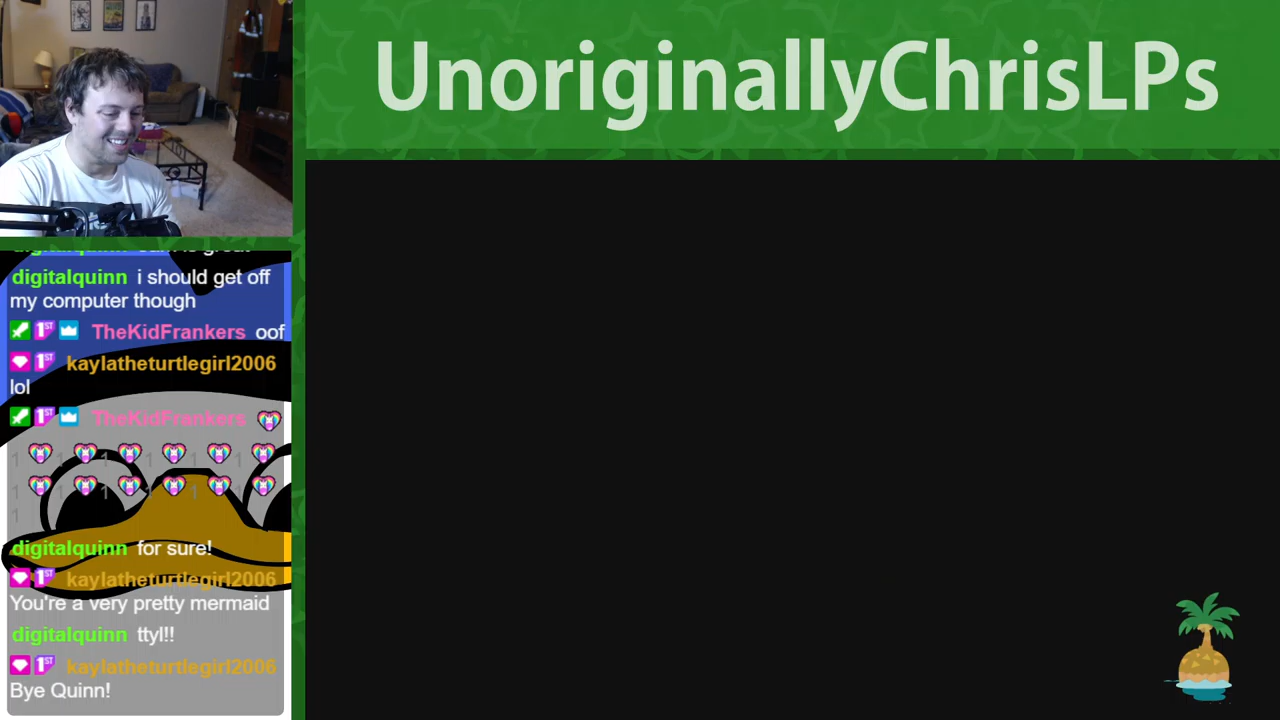 UnoriginallyChrisLPs
digitalquinn i should get off
my computer though
TheKidFrankers oof
kaylatheturtlegirl2006
lol
TheKidFrankers
digitalquinn for sure!
kaylatheturtlegirl2006
You're a very pretty mermaid
digitalquinn ttyl!!
kaylatheturtlegirl2006
Bye Quinn!